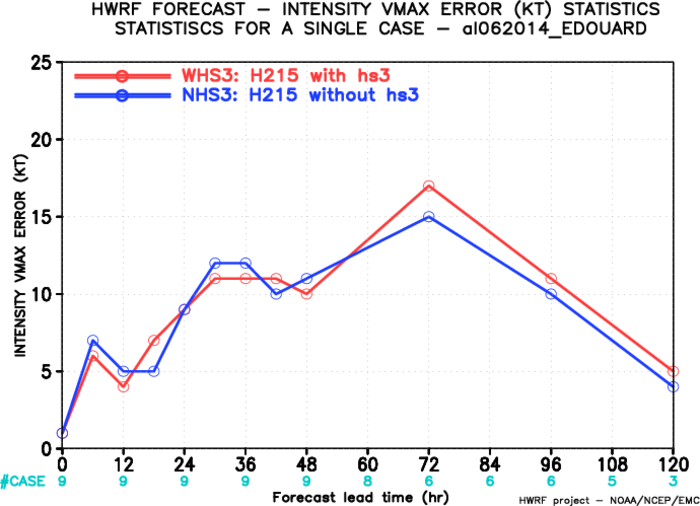 HWRF FORECAST – INTENSITY VMAX ERROR (KT) STATISTICS
STATISTISCS FOR A SINGLE CASE – al062014_EDOUARD
WHS3: H215 with hs3
NHS3: H215 without hs3
INTENSITY VMAX ERROR (KT)
25
20
15
10
5
0
0 12 24 36 48 60 72 84 96 108 120
#CASE 9 9 9 9 9 8 6 6 6 5 3
Forecast lead time (hr)
HWRF project – NOAA/NCEP/EMC